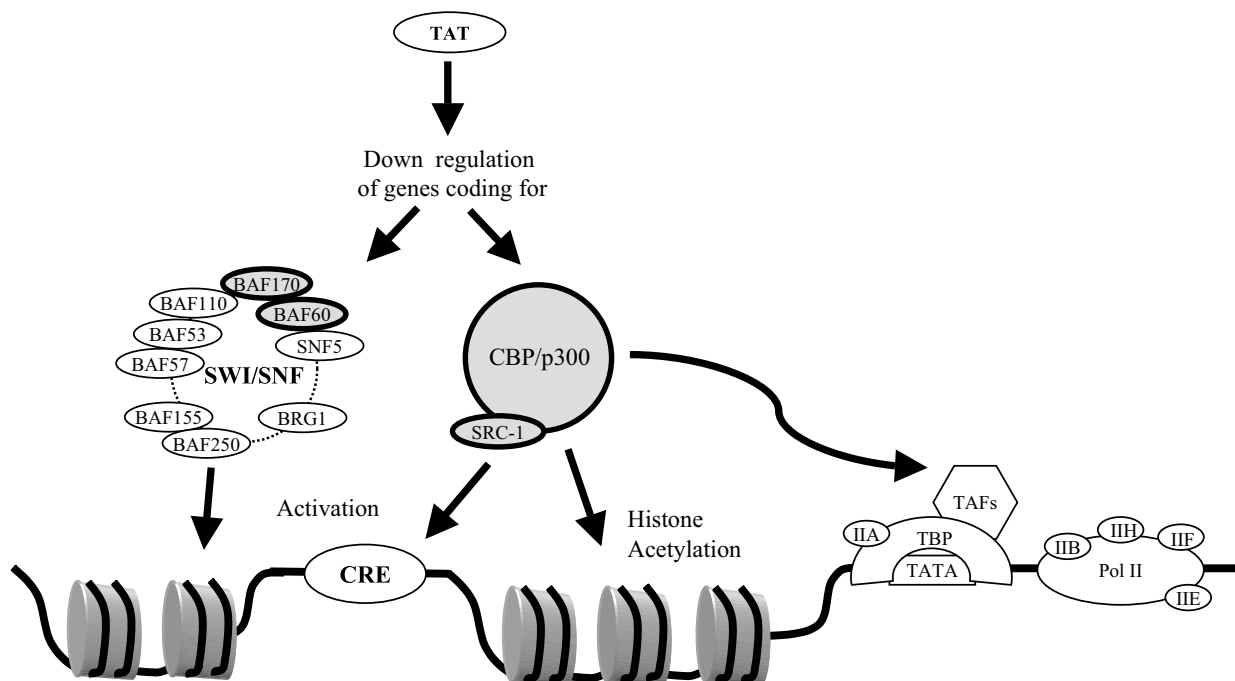 TAT
Down regulation
of genes coding for
BAF170
BAF110
BAF60
BAF53
SNF5
BAF57
SWI/SNF
BAF155
BRG1
BAF250
CBP/p300
SRC-1
Activation
Histone
Acetylation
CRE
TAFs
IIA
TBP
TATA
IIB
IIH
IIF
Pol II
IIE